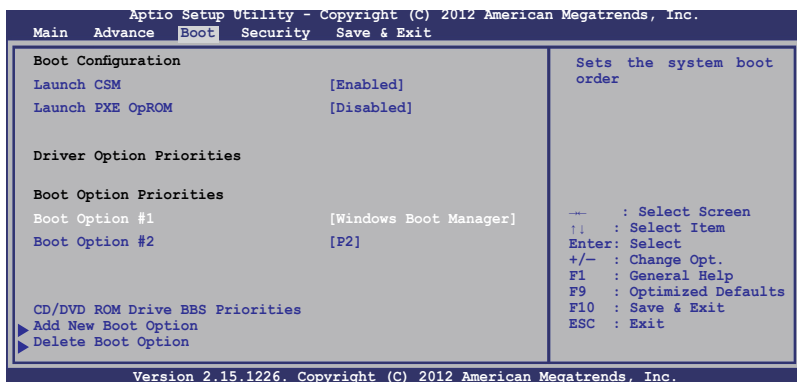 Aptio Setup Utility - Copyright (C) 2012 American Megatrends, Inc.
Main Advance Boot Security Save & Exit
Boot Configuration
Launch CSM [Enabled]
Launch PXE OpROM [Disabled]
Driver Option Priorities
Boot Option Priorities
Boot Option #1 [Windows Boot Manager]
Boot Option #2 [P2]
CD/DVD ROM Drive BBS Priorities
Add New Boot Option
Delete Boot Option
Sets the system boot
order
→← : Select Screen
↑↓ : Select Item
Enter: Select
+/— : Change Opt.
F1 : General Help
F9 : Optimized Defaults
F10 : Save & Exit
ESC : Exit
Version 2.15.1226. Copyright (C) 2012 American Megatrends, Inc.